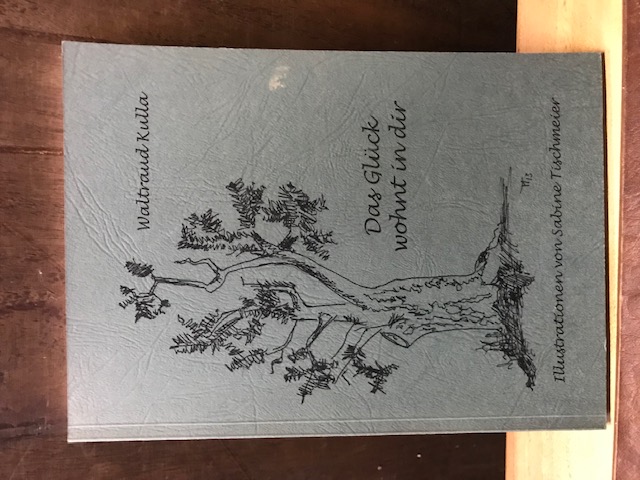 Waltraud Kulla
Das Glück
wohnt in dir
Illustrationen von Sabine Tischmeier